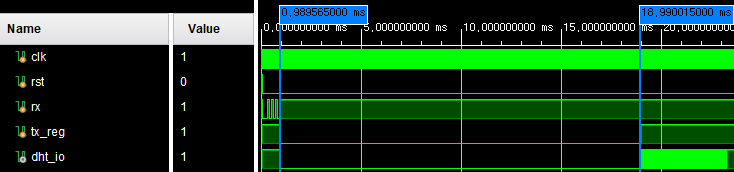 0,989565000 ms
18,990015000 ms
Name
Value
0,000000000 ms
5,000000000 ms
10,000000000 ms
15,000000000 ms
20,000000000 ms
clk
1
rst
0
rx
1
tx_reg
1
dht_io
1